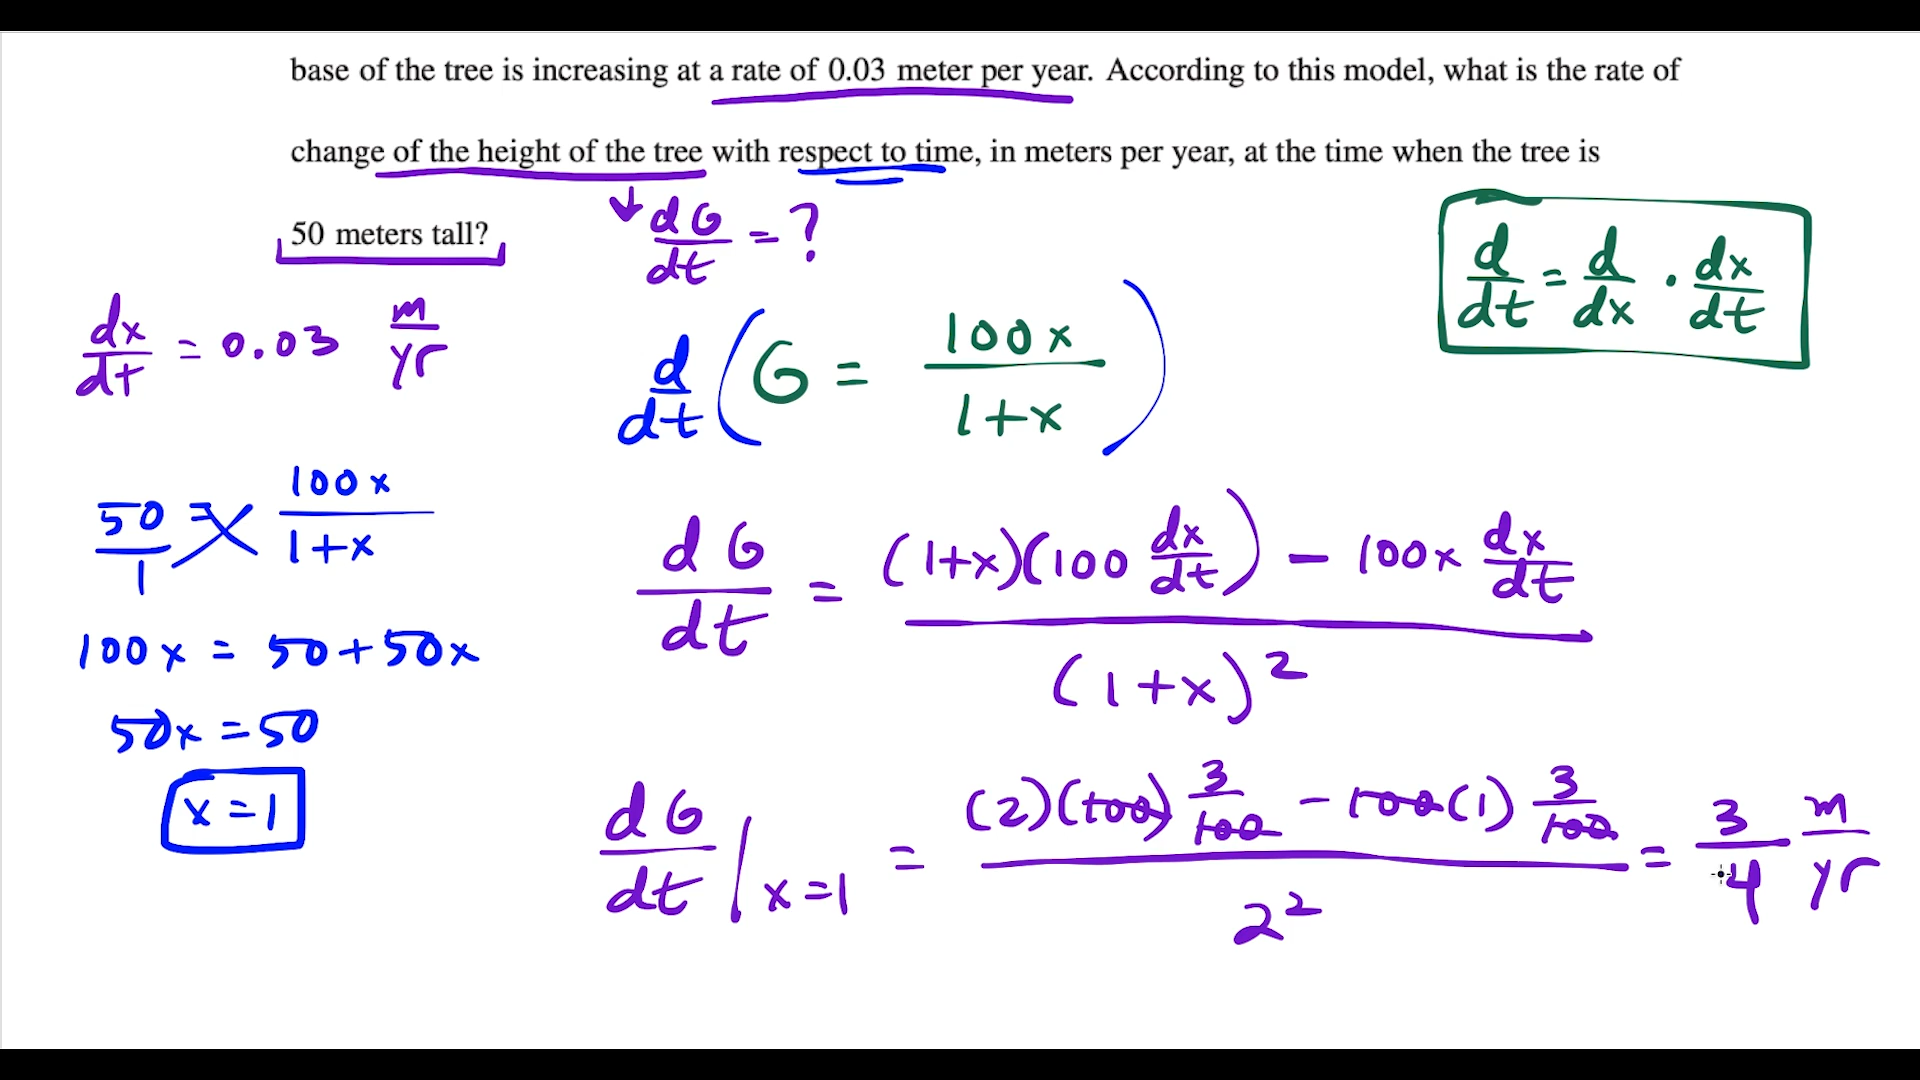 base of the tree is increasing at a rate of 0.03 meter per year. According to this model, what is the rate of
change of the height of the tree with respect to time, in meters per year, at the time when the tree is
50 meters tall?
dG/dt = ?
d/dt = d/dx · dx/dt
dx/dt = 0.03 m/yr
d/dt (G = 100x/1+x)
50/1 = 100x/1+x
dG/dt = (1+x)(100 dx/dt) − 100x dx/dt / (1+x)²
100x = 50+50x
50x = 50
x = 1
dG/dt | x=1 = (2)(100) 3/100 − 100(1) 3/100 / 2² = 3/4 m/yr